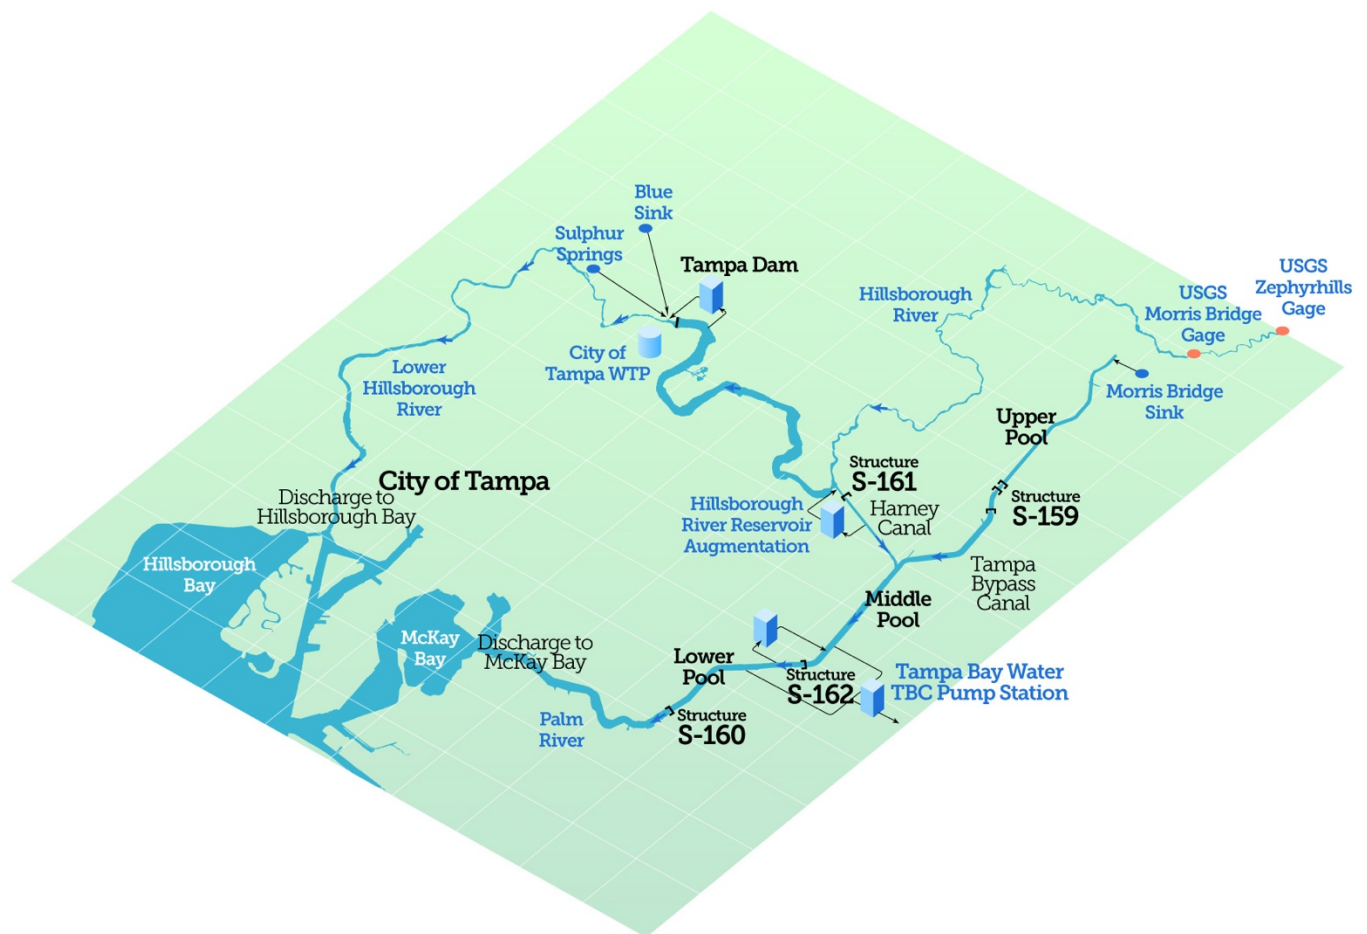 Blue
Sink
Sulphur
Springs
Tampa Dam
USGS
Zephyrhills
Gage
Hillsborough
River
USGS
Morris Bridge
Gage
City of
Tampa WTP
Lower
Hillsborough
River
Morris Bridge
Sink
Upper
Pool
Structure
S-161
City of Tampa
Discharge to
Hillsborough Bay
Hillsborough
River Reservoir
Augmentation
Harney
Canal
Structure
S-159
Hillsborough
Bay
Tampa
Bypass
Canal
Middle
Pool
McKay
Bay
Discharge to
McKay Bay
Lower
Pool
Structure
S-162
Tampa Bay Water
TBC Pump Station
Palm
River
Structure
S-160